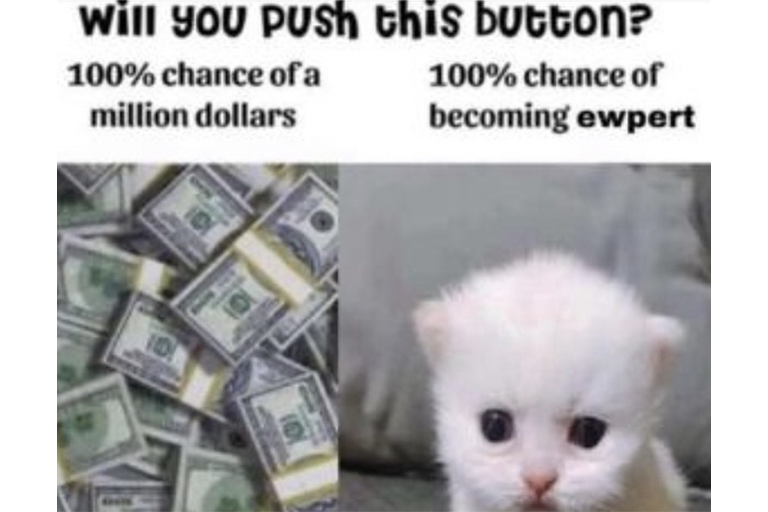 Will you push this button?
100% chance of a
million dollars
100% chance of
becoming ewpert